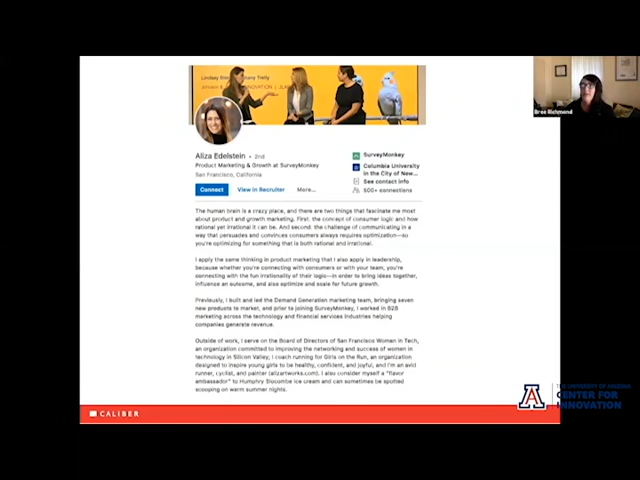 Johnson &
Aliza Edelstein • 2nd
Product Marketing & Growth at SurveyMonkey
San Francisco, California
Connect View in Recruiter More...
SurveyMonkey
Columbia University
in the City of New...
See contact info
500+ connections
The human brain is a crazy place, and there are two things that fascinate me most
about product and growth marketing. First: the concept of consumer logic and how
rational yet irrational it can be. And second: the challenge of communicating in a
way that persuades and convinces consumers always requires optimization—so
you're optimizing for something that is both rational and irrational.
I apply the same thinking in product marketing that I also apply in leadership,
because whether you're connecting with consumers or with your team, you're
connecting with the fun irrationality of their logic—in order to bring ideas together,
influence an outcome, and also optimize and scale for future growth.
Previously, I built and led the Demand Generation marketing team, bringing seven
new products to market, and prior to joining SurveyMonkey, I worked in B2B
marketing across the technology and financial services industries helping
companies generate revenue.
Outside of work, I serve on the Board of Directors of San Francisco Women in Tech,
an organization committed to improving the networking and success of women in
technology in Silicon Valley; I coach running for Girls on the Run, an organization
designed to inspire young girls to be healthy, confident, and joyful, and I'm an avid
runner, cyclist, and painter (alizartworks.com). I also consider myself a "flavor
ambassador" to Humphry Slocombe ice cream and can sometimes be spotted
scooping on warm summer nights.
CALIBER
Bree Richmond
A
THE UNIVERSITY OF ARIZONA
CENTER FOR
INNOVATION